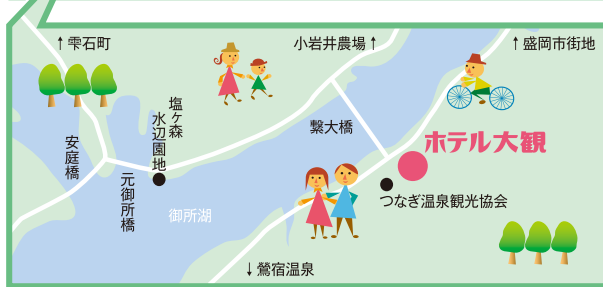 ↑雫石町
小岩井農場↑
↑盛岡市街地
塩ヶ森
水辺園地
繋大橋
ホテル大観
安庭橋
元御所橋
つなぎ温泉観光協会
御所湖
↓鶯宿温泉